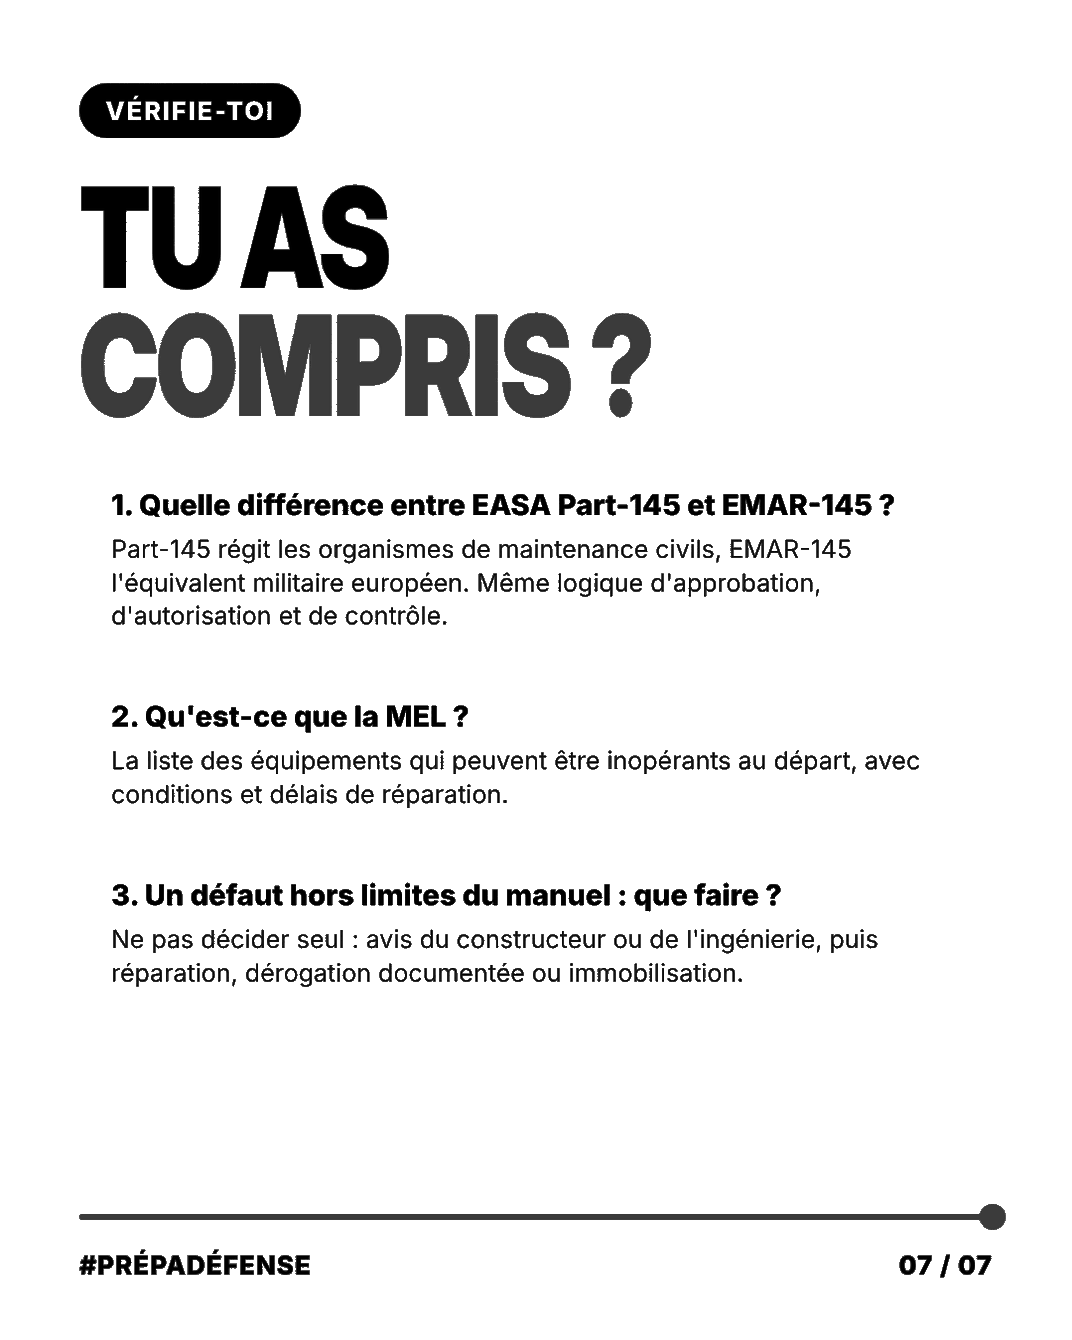 VÉRIFIE-TOI
TU AS
COMPRIS ?
1. Quelle différence entre EASA Part-145 et EMAR-145 ?
Part-145 régit les organismes de maintenance civils, EMAR-145
l'équivalent militaire européen. Même logique d'approbation,
d'autorisation et de contrôle.
2. Qu'est-ce que la MEL ?
La liste des équipements qui peuvent être inopérants au départ, avec
conditions et délais de réparation.
3. Un défaut hors limites du manuel : que faire ?
Ne pas décider seul : avis du constructeur ou de l'ingénierie, puis
réparation, dérogation documentée ou immobilisation.
#PRÉPADÉFENSE
07 / 07